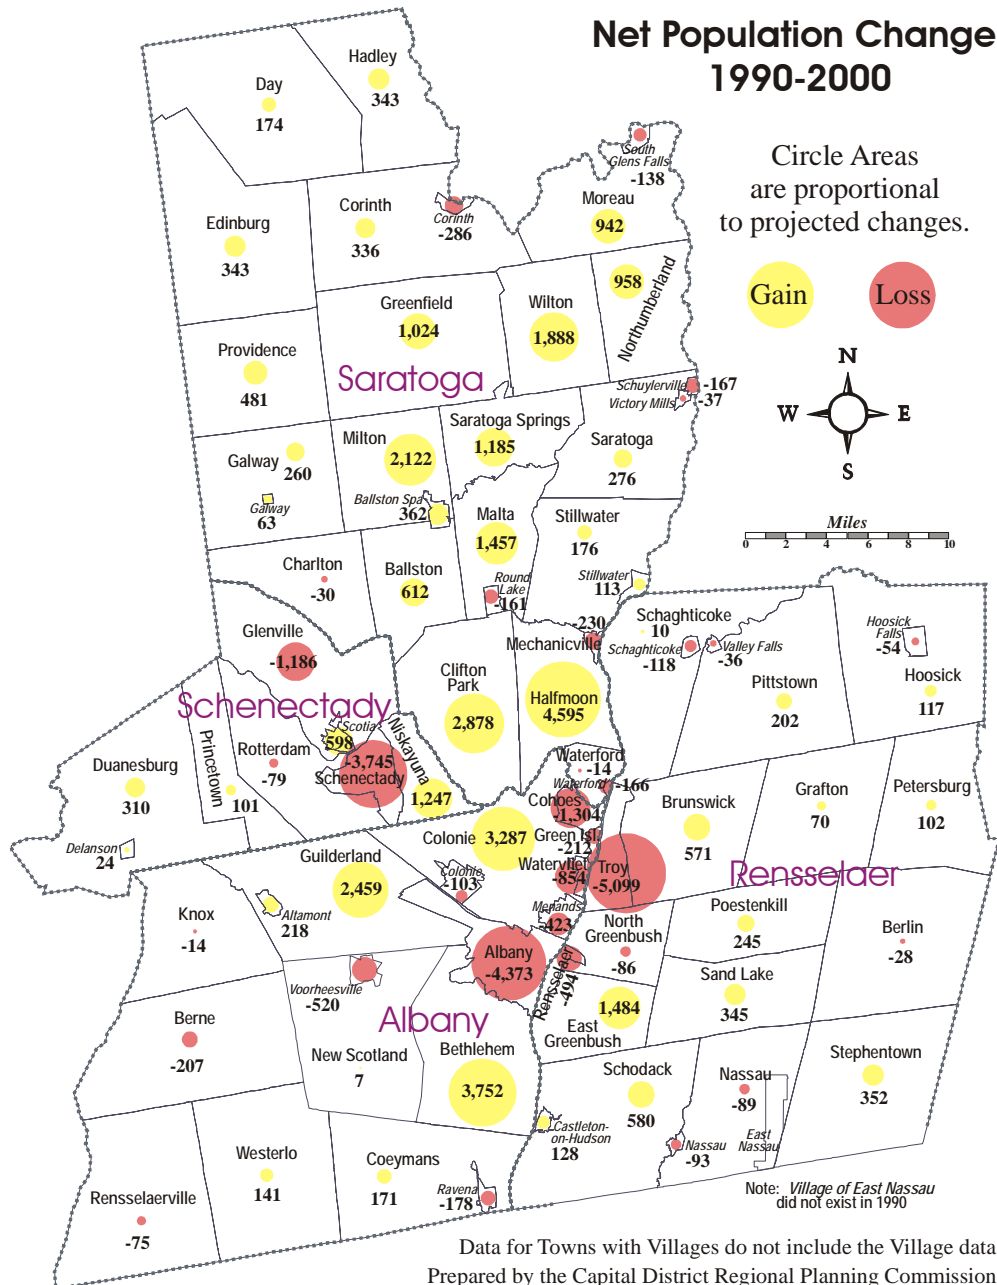 Net Population Change
1990-2000
Circle Areas
are proportional
to projected changes.
Gain
Loss
N
W
E
S
Miles
0 2 4 6 8 10
Hadley
343
Day
174
South
Glens Falls
-138
Moreau
942
Corinth
336
Corinth
-286
Edinburg
343
Northumberland
958
Greenfield
1,024
Wilton
1,888
Providence
481
Saratoga
Schuylerville
-167
Victory Mills
-37
Milton
2,122
Saratoga Springs
1,185
Saratoga
276
Galway
260
Galway
63
Ballston Spa
362
Malta
1,457
Stillwater
176
Charlton
-30
Ballston
612
Round
Lake
-161
Stillwater
113
-230
Mechanicville
Schaghticoke
10
Schaghticoke
-118
Valley Falls
-36
Hoosick
Falls
-54
Hoosick
117
Pittstown
202
Glenville
-1,186
Clifton
Park
2,878
Halfmoon
4,595
Schenectady
Scotia
598
Niskayuna
1,247
Princetown
101
Rotterdam
-79
-3,745
Schenectady
Duanesburg
310
Delanson
24
Waterford
-14
Waterford
-166
Cohoes
-1,304
Colonie
3,287
Green Isl.
-212
Watervliet
-854
Troy
-5,099
Brunswick
571
Grafton
70
Petersburg
102
Rensselaer
Guilderland
2,459
Colonie
-103
Altamont
218
Knox
-14
Menands
-423
North
Greenbush
-86
Poestenkill
245
Berlin
-28
Albany
-4,373
Rensselaer
-494
Sand Lake
345
Voorheesville
-520
Albany
1,484
East
Greenbush
Berne
-207
New Scotland
7
Bethlehem
3,752
Schodack
580
Nassau
-89
Stephentown
352
Castleton-
on-Hudson
128
Nassau
-93
East
Nassau
Westerlo
141
Coeymans
171
Ravena
-178
Rensselaerville
-75
Note: Village of East Nassau
did not exist in 1990
Data for Towns with Villages do not include the Village data
Prepared by the Capital District Regional Planning Commission